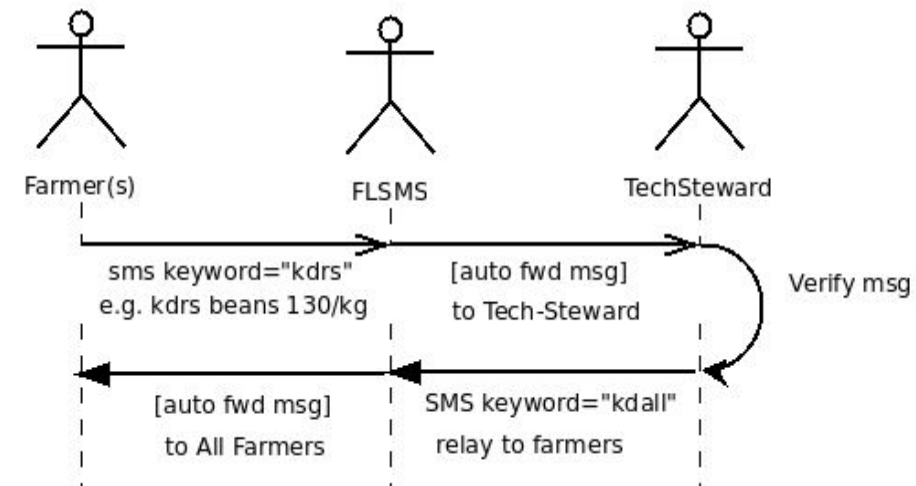 Farmer(s)
FLSMS
TechSteward
sms keyword="kdrs"
e.g. kdrs beans 130/kg
[auto fwd msg]
to Tech-Steward
Verify msg
[auto fwd msg]
to All Farmers
SMS keyword="kdall"
relay to farmers